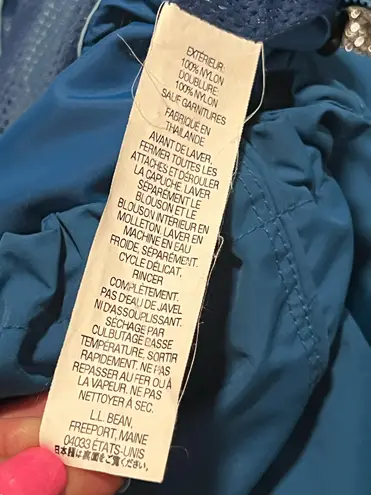 EXTÉRIEUR:
100% NYLON
DOUBLURE:
100% NYLON
SAUF GARNITURES
FABRIQUÉ EN
THAÏLANDE
AVANT DE LAVER,
FERMER TOUTES LES
ATTACHES ET DÉROULER
LA CAPUCHE. LAVER
SÉPARÉMENT LE
BLOUSON ET LE
BLOUSON INTÉRIEUR EN
MOLLETON. LAVER EN
MACHINE EN EAU
FROIDE SÉPARÉMENT.
CYCLE DÉLICAT.
RINCER
COMPLÈTEMENT.
PAS D'EAU DE JAVEL
NI D'ASSOUPLISSANT.
SÉCHAGE PAR
CULBUTAGE BASSE
TEMPÉRATURE, SORTIR
RAPIDEMENT. NE PAS
REPASSER AU FER OU À
LA VAPEUR. NE PAS
NETTOYER À SEC.
L.L. BEAN,
FREEPORT, MAINE
04033 ÉTATS-UNIS
日本語は裏面をご覧ください。